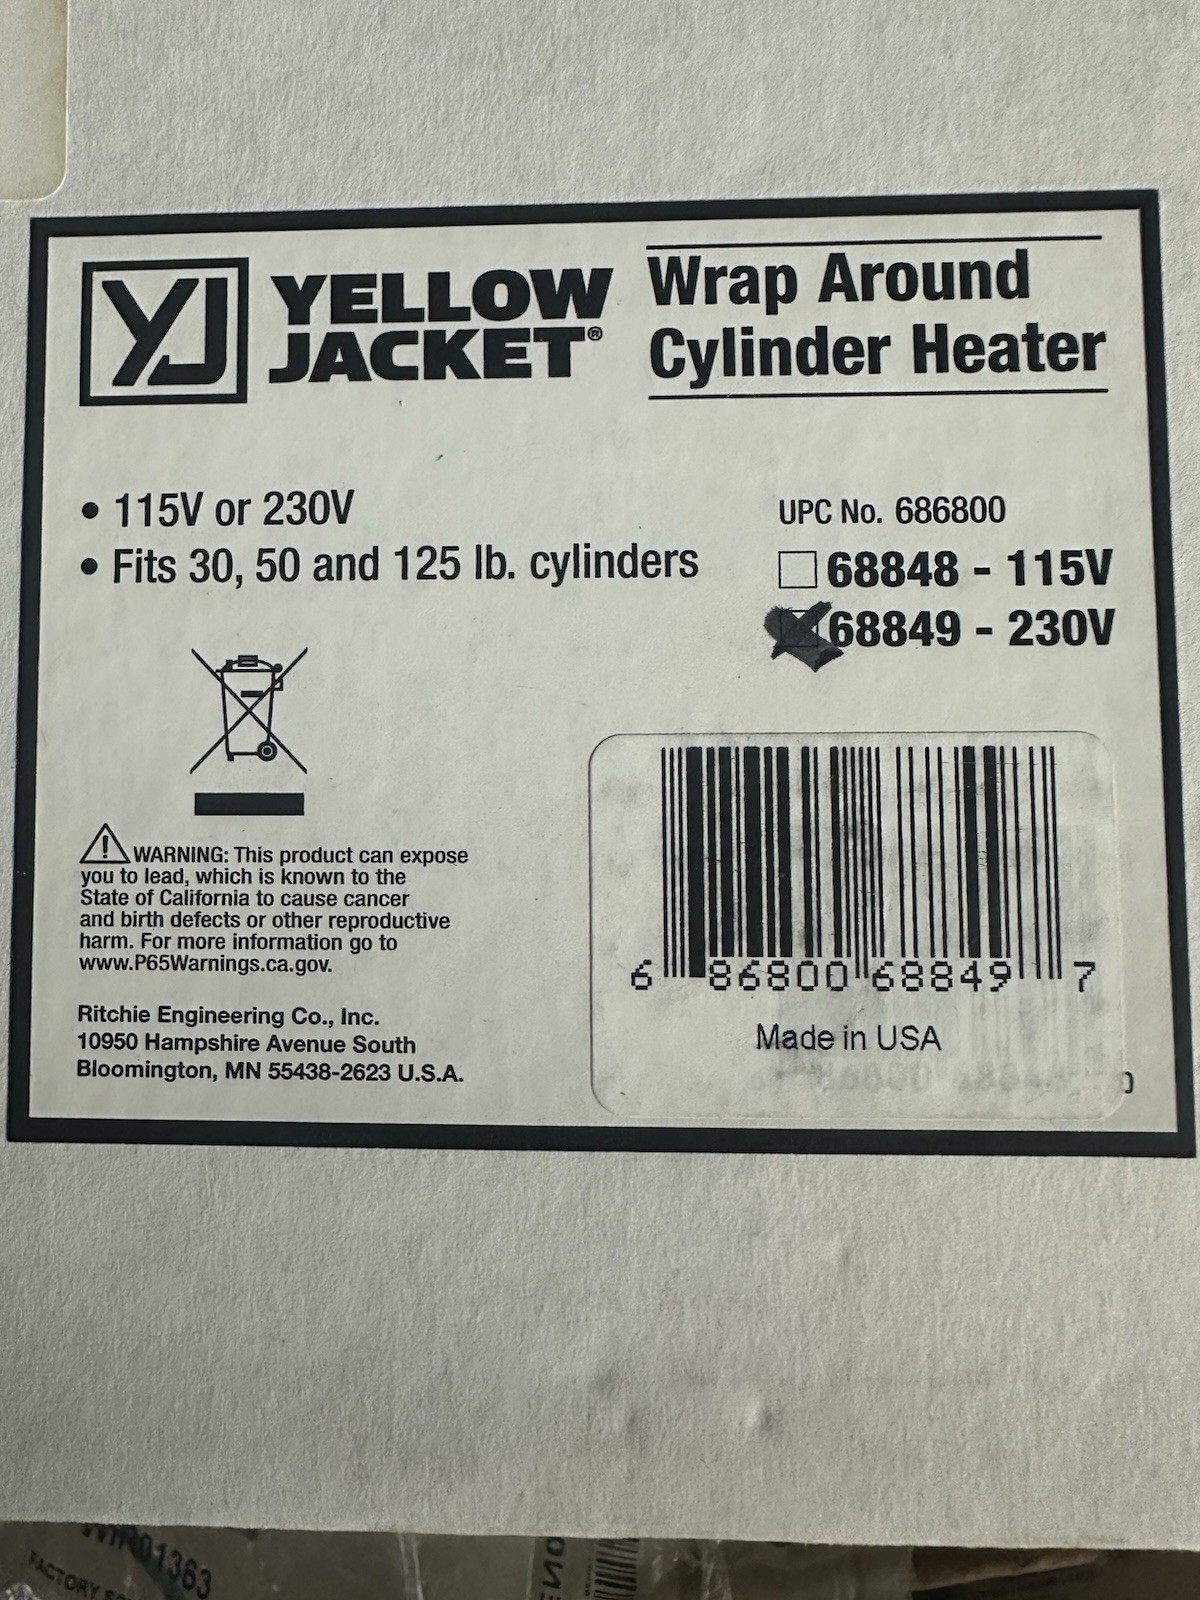 YJ YELLOW JACKET®
Wrap Around
Cylinder Heater
• 115V or 230V
• Fits 30, 50 and 125 lb. cylinders
UPC No. 686800
68848 - 115V
68849 - 230V
WARNING: This product can expose
you to lead, which is known to the
State of California to cause cancer
and birth defects or other reproductive
harm. For more information go to
www.P65Warnings.ca.gov.
Ritchie Engineering Co., Inc.
10950 Hampshire Avenue South
Bloomington, MN 55438-2623 U.S.A.
6 86800 68849 7
Made in USA
WIR01363
FACTORY